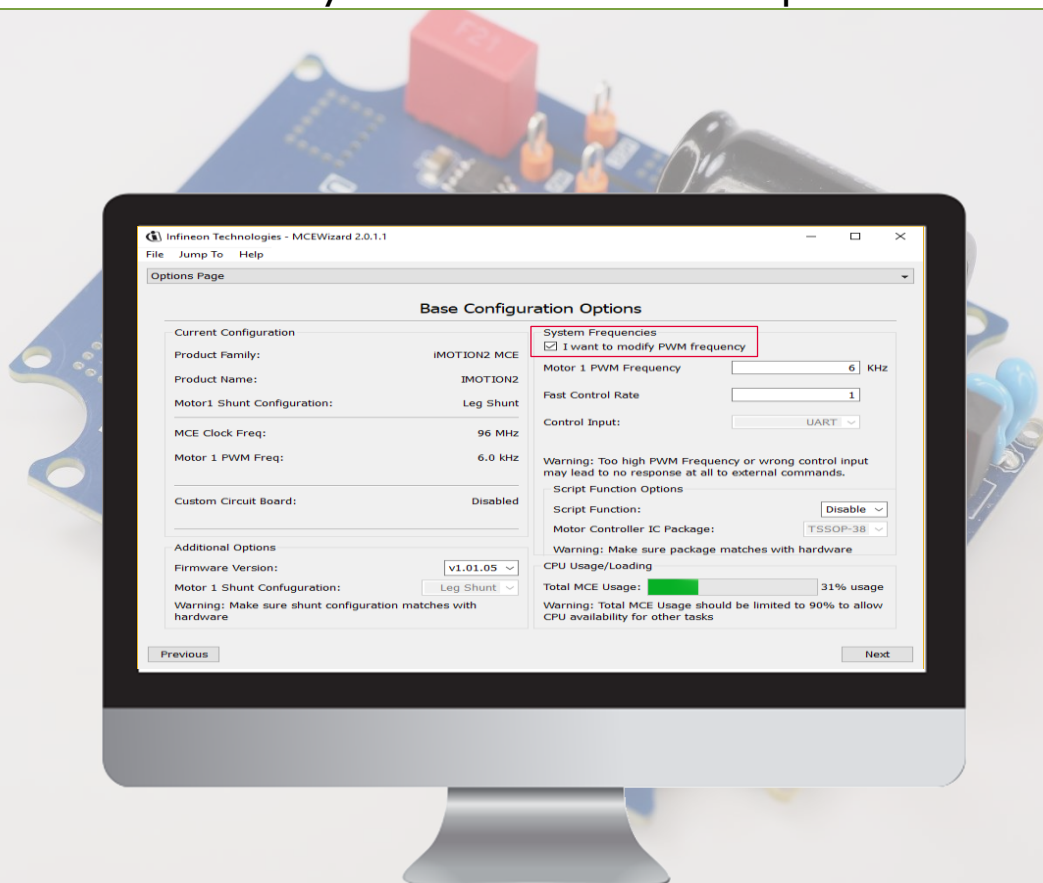 F21
Infineon Technologies - MCEWizard 2.0.1.1
File Jump To Help
Options Page
Base Configuration Options
Current Configuration
Product Family: iMOTION2 MCE
Product Name: IMOTION2
Motor1 Shunt Configuration: Leg Shunt
MCE Clock Freq: 96 MHz
Motor 1 PWM Freq: 6.0 kHz
Custom Circuit Board: Disabled
Additional Options
Firmware Version: v1.01.05
Motor 1 Shunt Confuguration: Leg Shunt
Warning: Make sure shunt configuration matches with
hardware
System Frequencies
I want to modify PWM frequency
Motor 1 PWM Frequency 6 KHz
Fast Control Rate 1
Control Input: UART
Warning: Too high PWM Frequency or wrong control input
may lead to no response at all to external commands.
Script Function Options
Script Function: Disable
Motor Controller IC Package: TSSOP-38
Warning: Make sure package matches with hardware
CPU Usage/Loading
Total MCE Usage: 31% usage
Warning: Total MCE Usage should be limited to 90% to allow
CPU availability for other tasks
Previous
Next